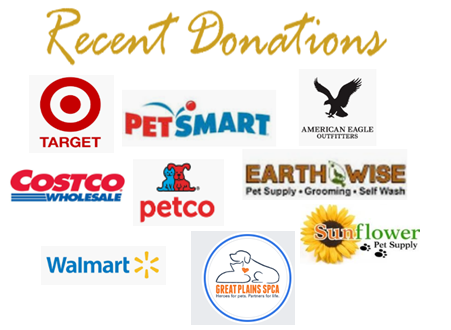 Recent Donations
TARGET
PETSMART
AMERICAN EAGLE
OUTFITTERS
COSTCO
WHOLESALE
petco
EARTHWISE
Pet Supply • Grooming • Self Wash
Sunflower
Pet Supply
Walmart
GREAT PLAINS SPCA
Heroes for pets. Partners for life.